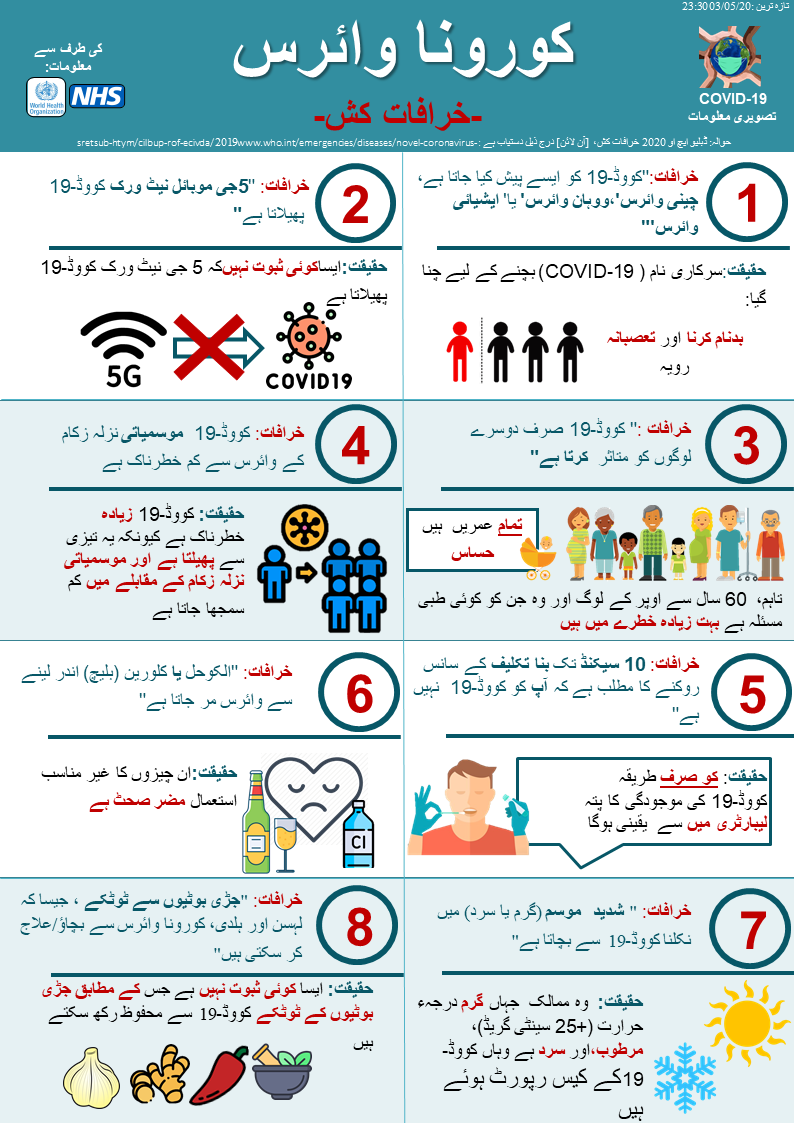 تازہ ترین :23:3003/05/20
کورونا وائرس
-خرافات کش-
کی طرف سے
معلومات:
World Health
Organization
NHS
COVID-19
تصویری معلومات
حوالہ: ڈبلیو ایچ او 2020 خرافات کش، [آن لائن] درج ذیل دستیاب ہے :-sretsub-htym/cilbup-rof-ecivda/2019www.who.int/emergencies/diseases/novel-coronavirus
1
خرافات:"کووڈ-19 کو ایسے پیش کیا جاتا ہے،
چینی وائرس'،ووہان وائرس' یا' ایشیائی
وائرس'"
حقیقت:سرکاری نام ( COVID-19) بچنے کے لیے چنا
گیا:
بدنام کرنا اور تعصبانہ
رویہ
2
خرافات: "5جی موبائل نیٹ ورک کووڈ-19
پھیلاتا ہے"
حقیقت:ایساکوئی ثبوت نہیںکہ 5 جی نیٹ ورک کووڈ-19
پھیلاتا ہے
5G
COVID19
3
خرافات :" کووڈ-19 صرف دوسرے
لوگوں کو متاثر کرتا ہے"
تمام عمریں ہیں
حساس
تاہم، 60 سال سے اوپر کے لوگ اور وہ جن کو کوئی طبی
مسئلہ ہے بہت زیادہ خطرے میں ہیں
4
خرافات: کووڈ-19 موسمیاتی نزلہ زکام
کے وائرس سے کم خطرناک ہے
حقیقت: کووڈ-19 زیادہ
خطرناک ہے کیونکہ یہ تیزی
سے پھیلتا ہے اور موسمیاتی
نزلہ زکام کے مقابلے میں کم
سمجھا جاتا ہے
5
خرافات: 10 سیکنڈ تک بنا تکلیف کے سانس
روکنے کا مطلب ہے کہ آپ کو کووڈ-19 نہیں
ہے"
حقیقت: کو صرف طریقہ
کووڈ-19 کی موجودگی کا پتہ
لیبارٹری میں سے یقینی ہوگا
6
خرافات: "الکوحل یا کلورین (بلیچ) اندر لینے
سے وائرس مر جاتا ہے"
حقیقت:ان چیزوں کا غیر مناسب
استعمال مضر صحٹ ہے
Cl
7
خرافات: " شدید موسم (گرم یا سرد) میں
نکلنا کووڈ-19 سے بچاتا ہے"
حقیقت: وہ ممالک جہاں گرم درجہء
حرارت (+25 سینٹی گریڈ)،
مرطوب،اور سرد ہے وہاں کووڈ-
19کے کیس رپورٹ ہوئے
ہیں
8
خرافات: "جڑی بوٹیوں سے ٹوٹکے ، جیسا کہ
لہسن اور ہلدی، کورونا وائرس سے بچاؤ/علاج
کر سکتی ہیں"
حقیقت: ایسا کوئی ثبوت نہیں ہے جس کے مطابق جڑی
بوٹیوں کے ٹوٹکے کووڈ-19 سے محفوظ رکھ سکتے
ہیں